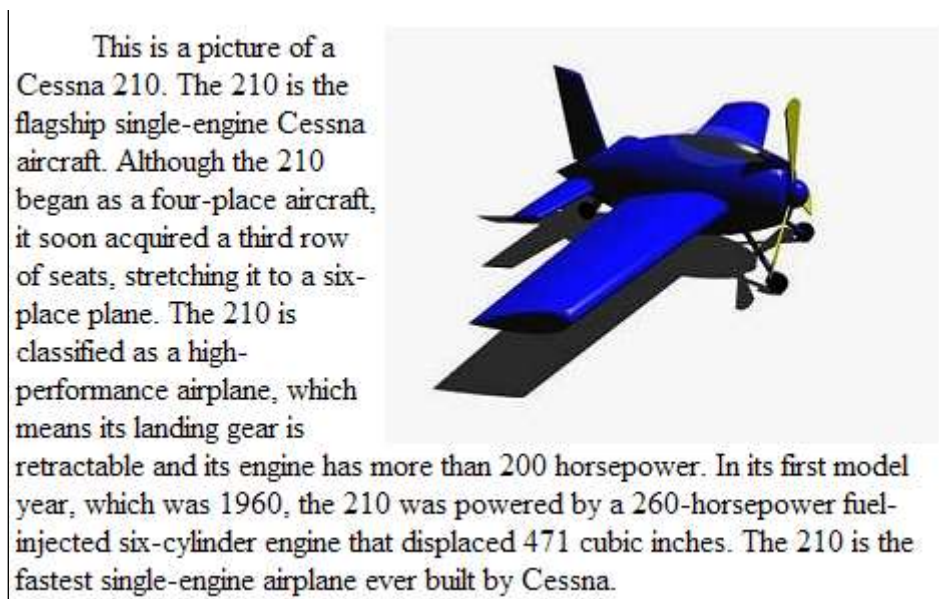 This is a picture of a
Cessna 210. The 210 is the
flagship single-engine Cessna
aircraft. Although the 210
began as a four-place aircraft,
it soon acquired a third row
of seats, stretching it to a six-
place plane. The 210 is
classified as a high-
performance airplane, which
means its landing gear is
retractable and its engine has more than 200 horsepower. In its first model
year, which was 1960, the 210 was powered by a 260-horsepower fuel-
injected six-cylinder engine that displaced 471 cubic inches. The 210 is the
fastest single-engine airplane ever built by Cessna.